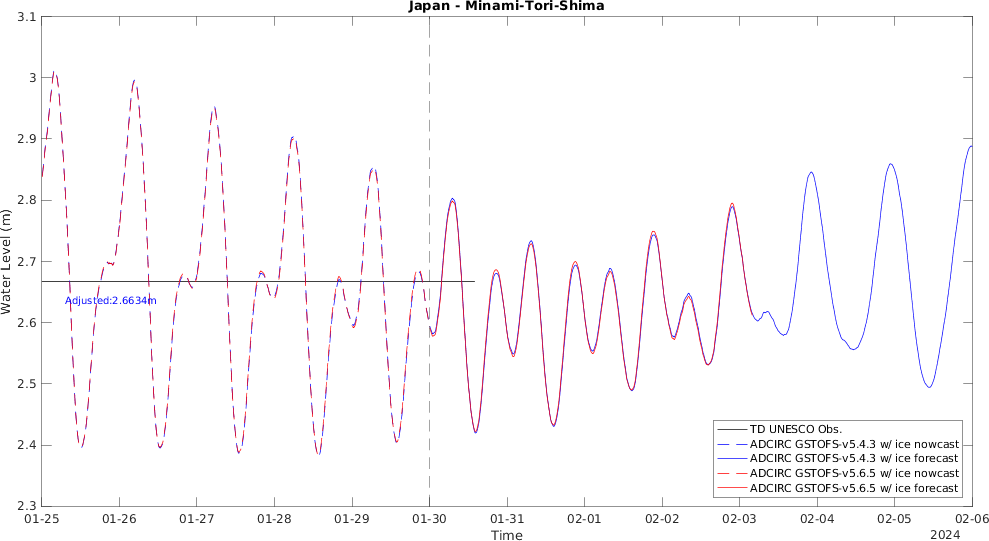 Japan - Minami-Tori-Shima
Water Level (m)
3.1
3
2.9
2.8
2.7
2.6
2.5
2.4
2.3
Adjusted:2.6634m
TD UNESCO Obs.
ADCIRC GSTOFS-v5.4.3 w/ ice nowcast
ADCIRC GSTOFS-v5.4.3 w/ ice forecast
ADCIRC GSTOFS-v5.6.5 w/ ice nowcast
ADCIRC GSTOFS-v5.6.5 w/ ice forecast
01-25 01-26 01-27 01-28 01-29 01-30 01-31 02-01 02-02 02-03 02-04 02-05 02-06
Time
2024